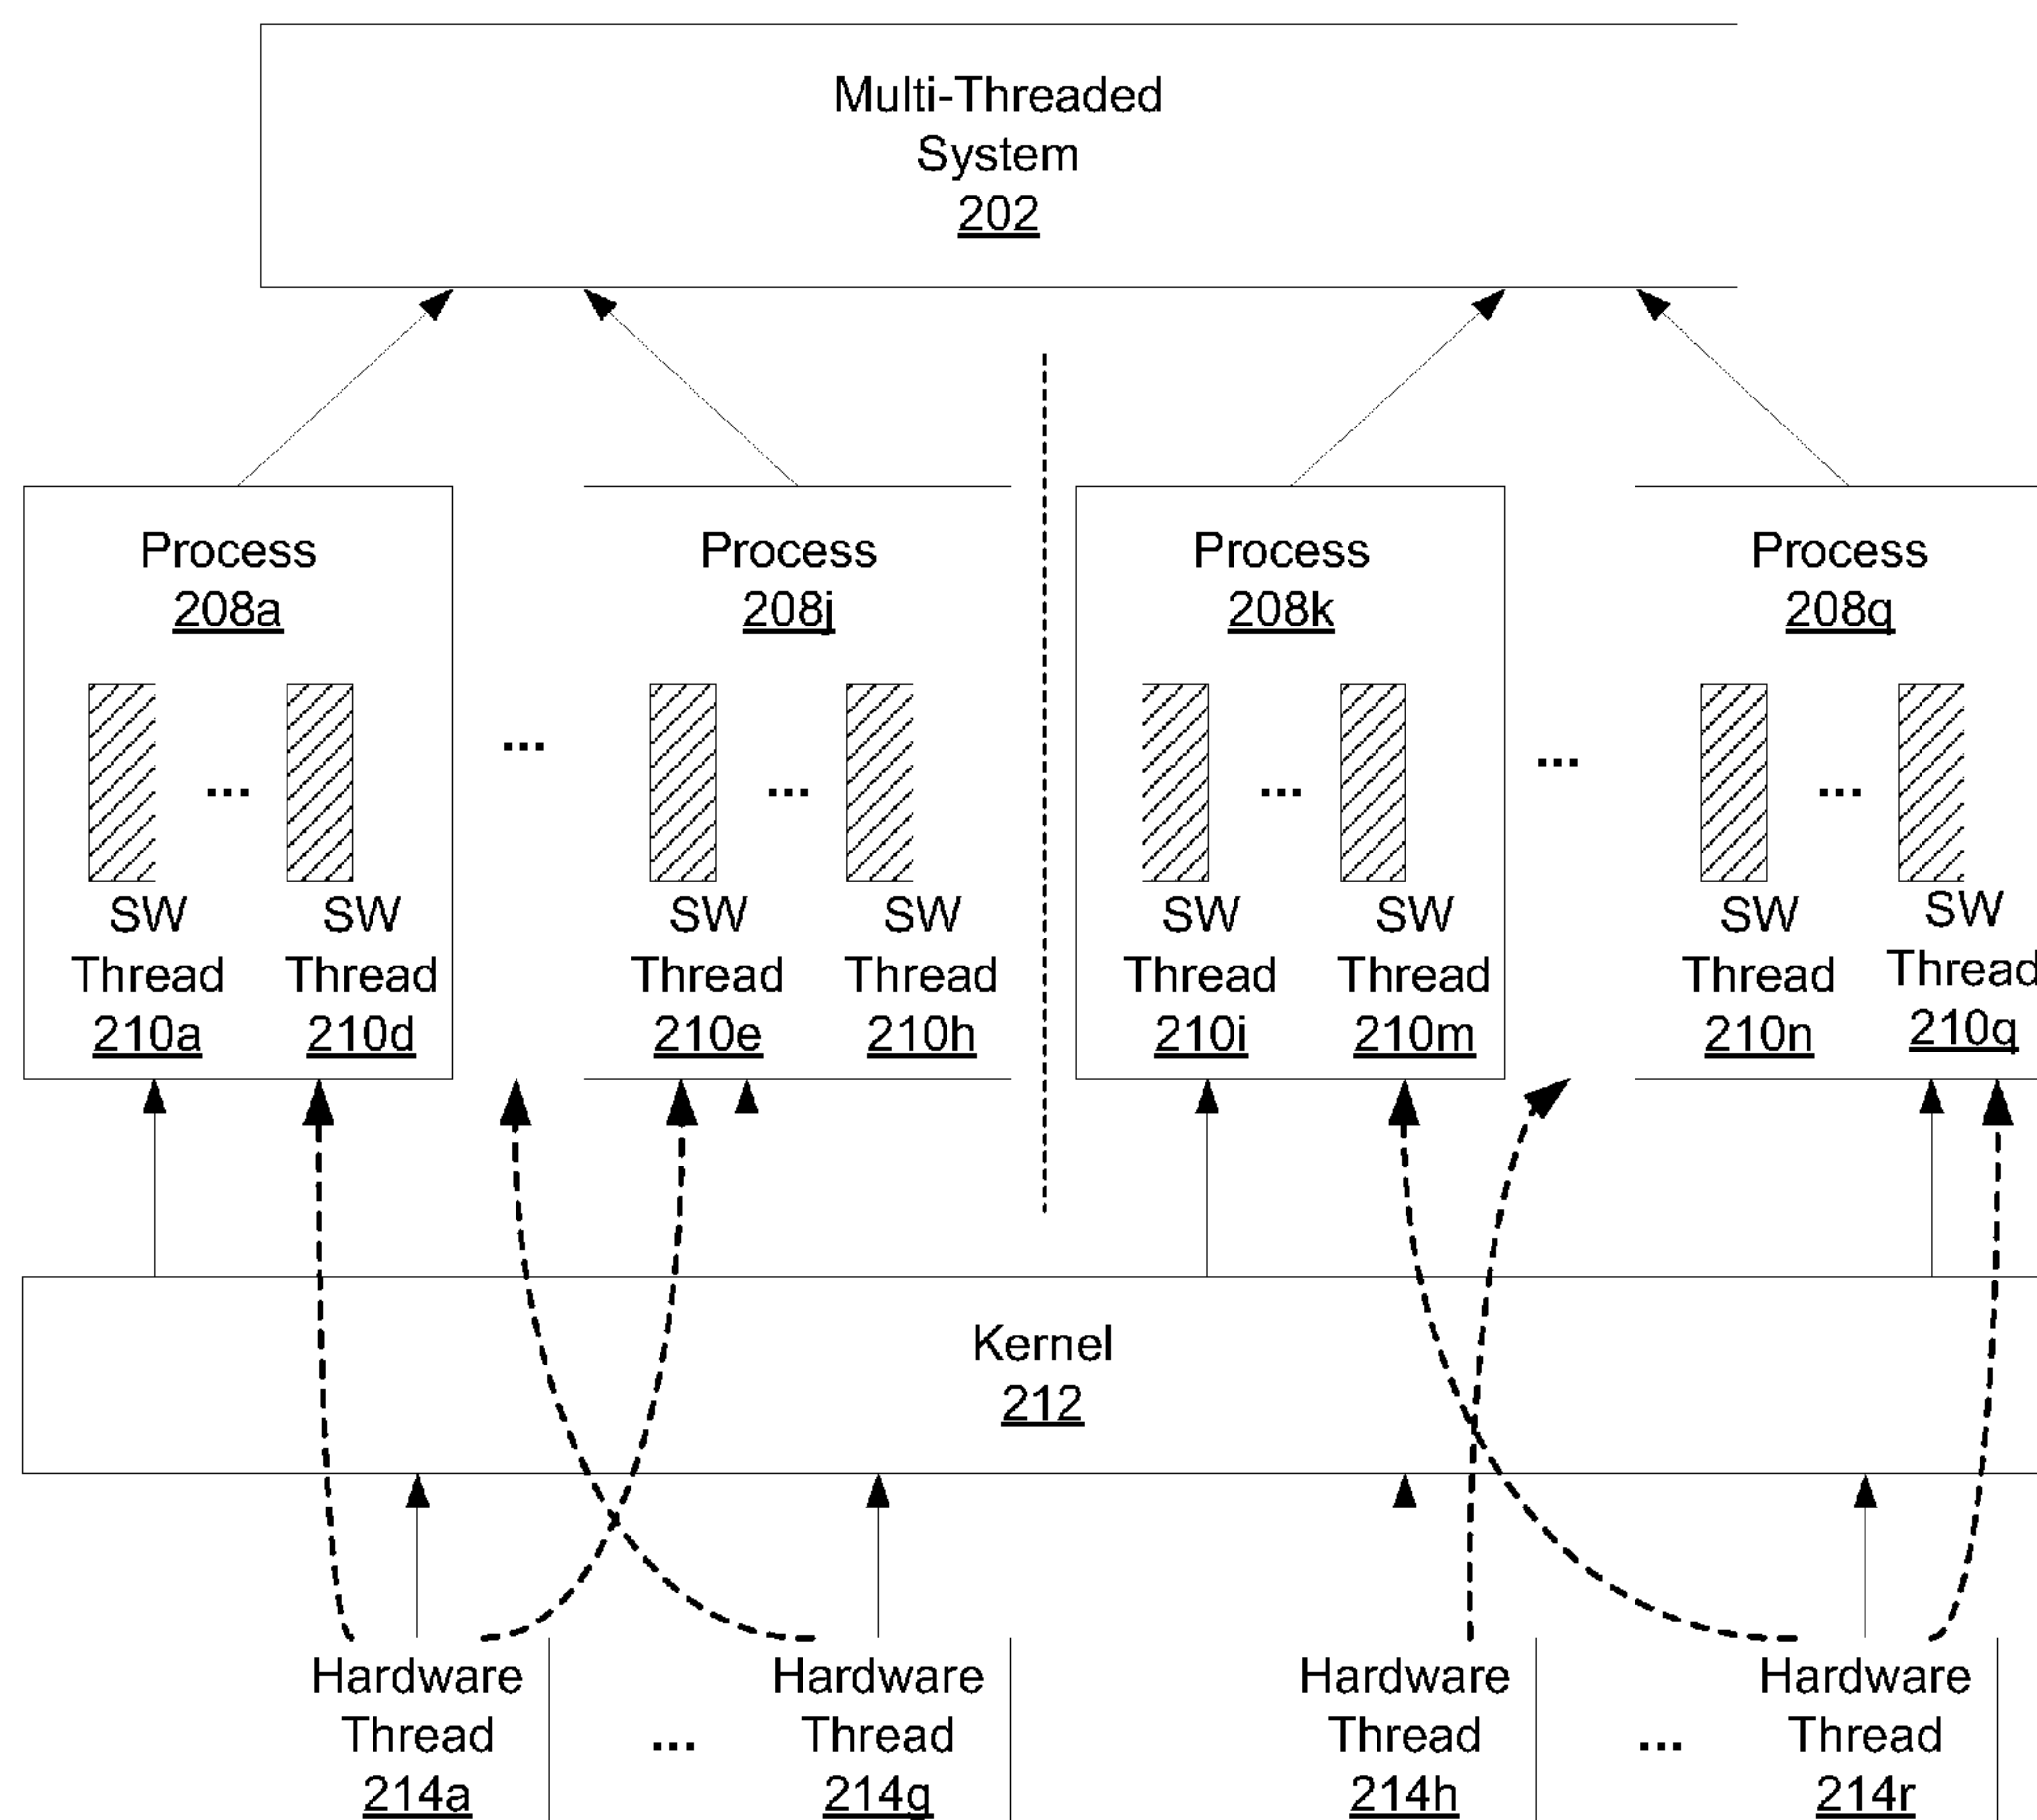 Multi-Threaded
System
202
Process
208a
Process
208j
Process
208k
Process
208q
...
...
...
...
...
...
SW
Thread
210a
SW
Thread
210d
SW
Thread
210e
SW
Thread
210h
SW
Thread
210i
SW
Thread
210m
SW
Thread
210n
SW
Thread
210q
Kernel
212
Hardware
Thread
214a
...
Hardware
Thread
214g
Hardware
Thread
214h
...
Hardware
Thread
214r